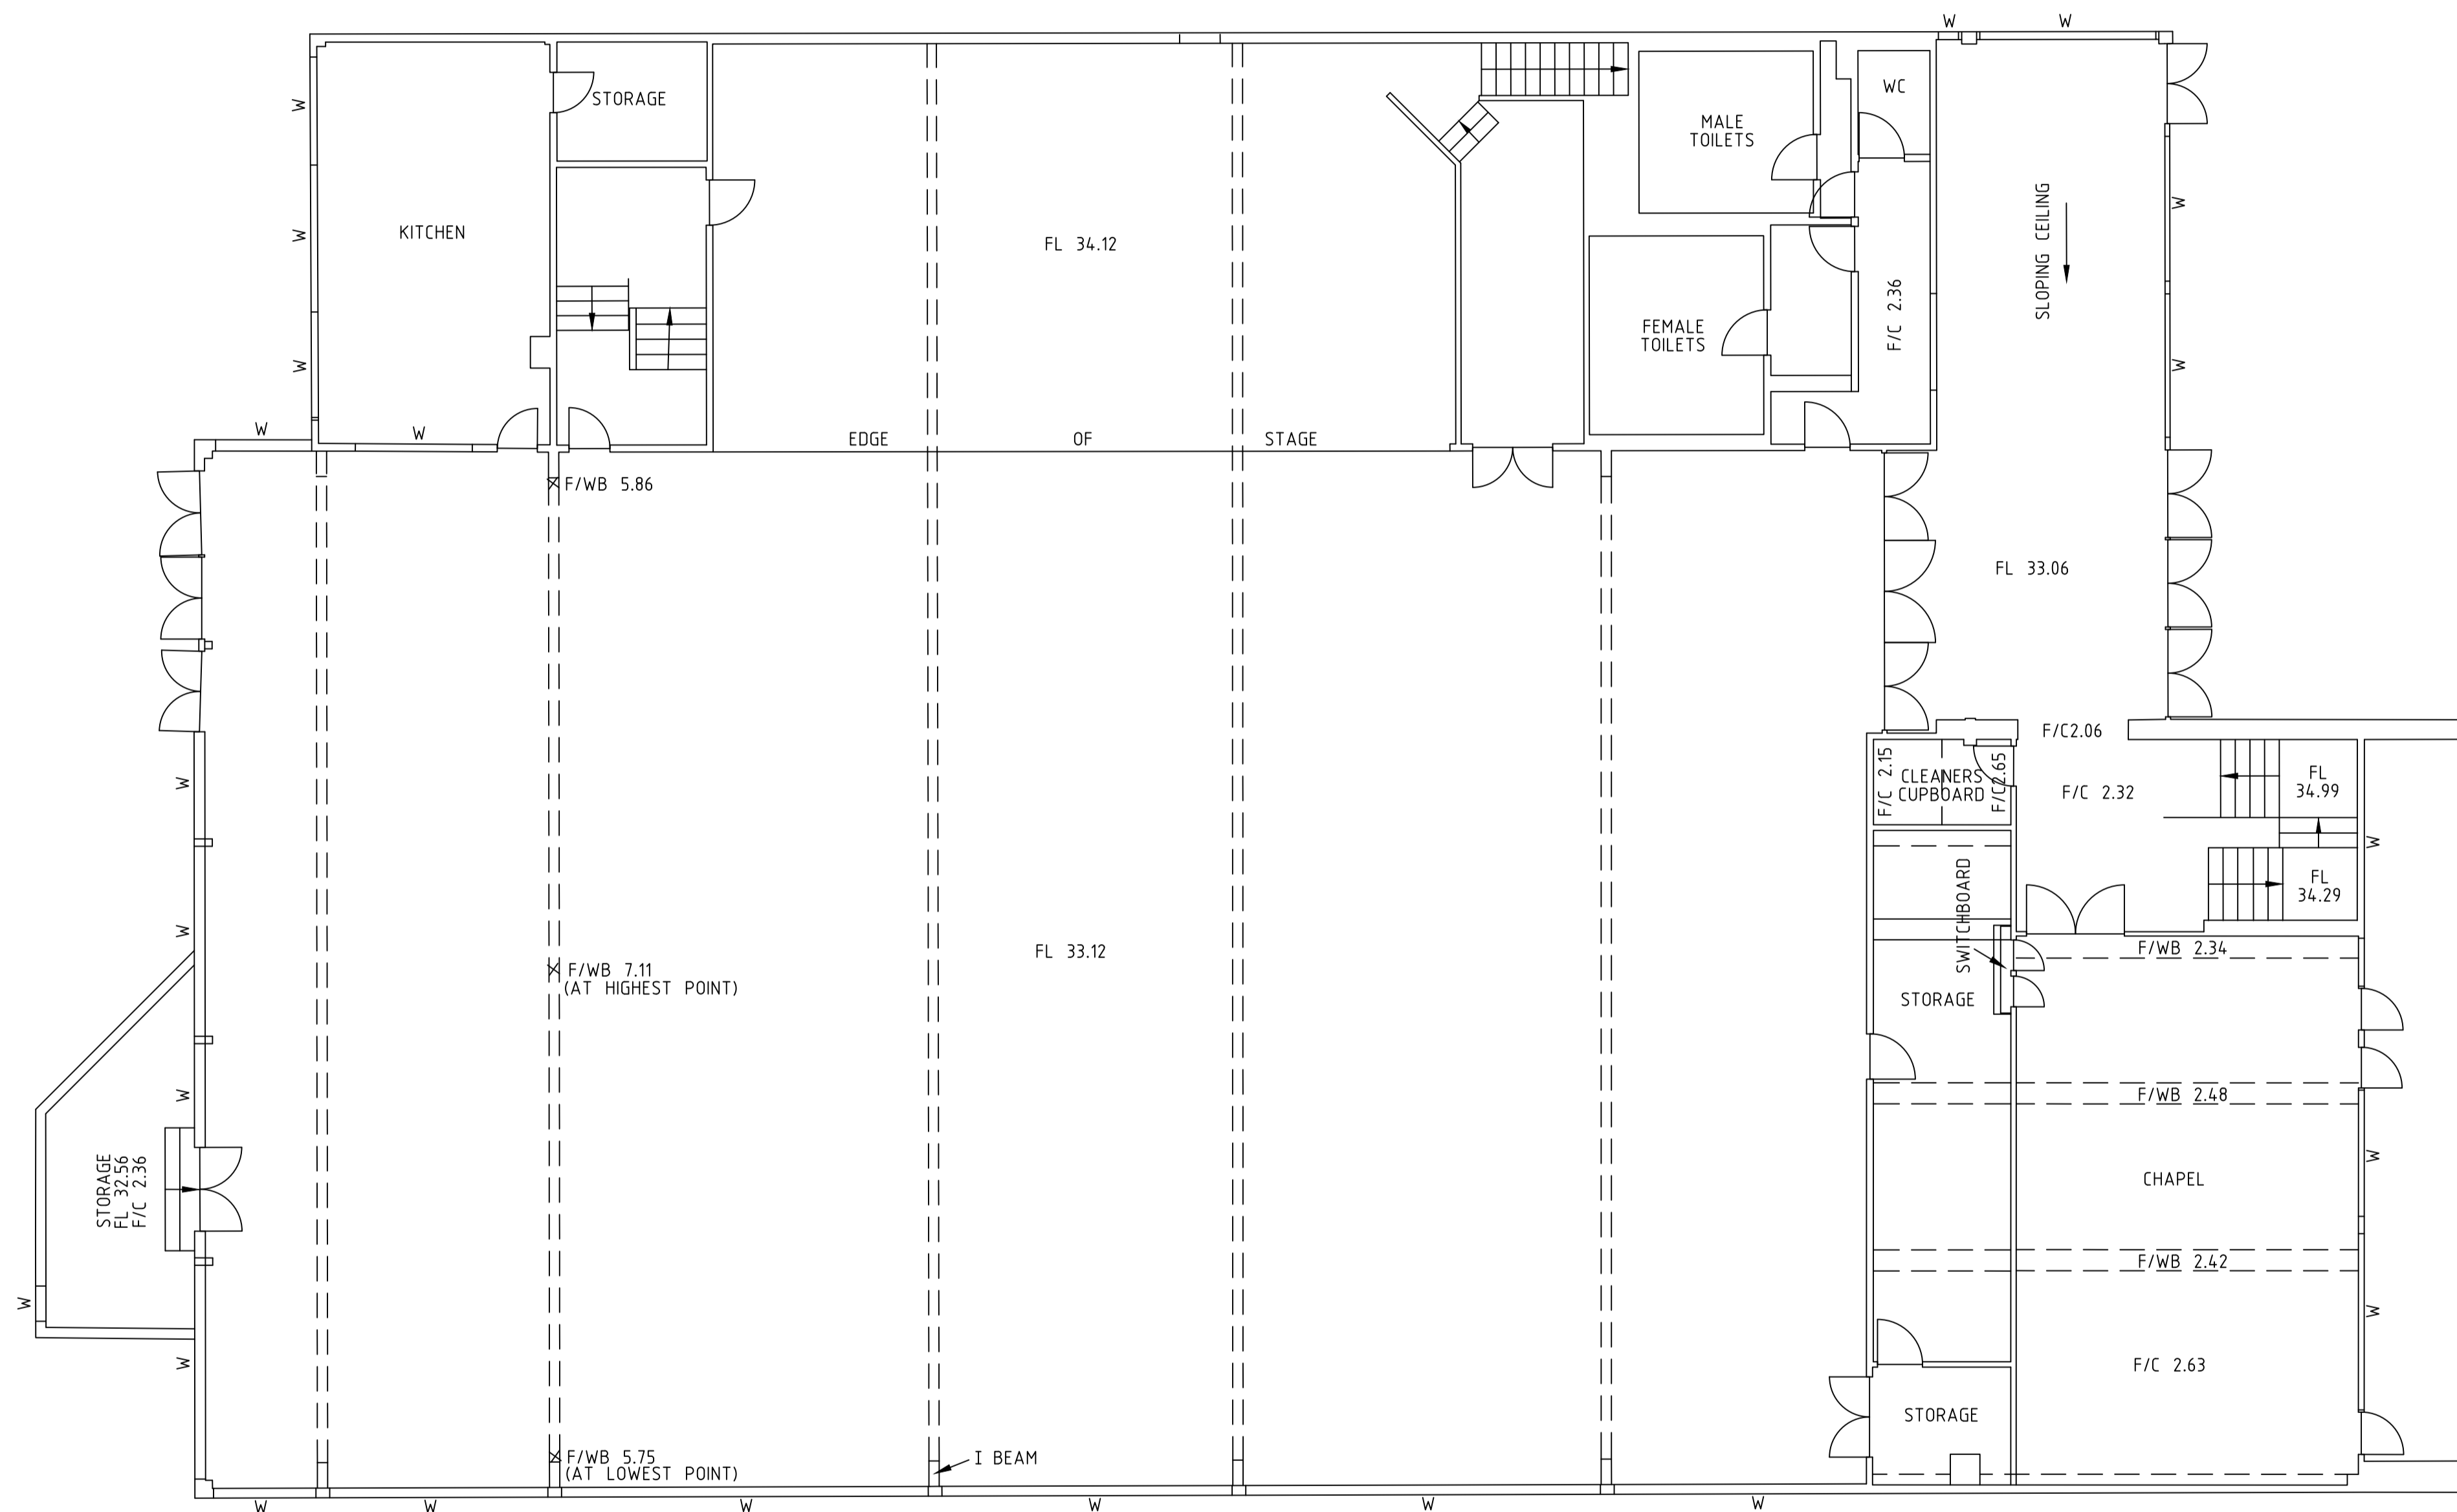 W
W
W
STORAGE
WC
MALE
TOILETS
W
KITCHEN
FL 34.12
SLOPING CEILING
W
F/C 2.36
FEMALE
TOILETS
W
W
W
W
EDGE OF STAGE
F/WB 5.86
FL 33.06
F/C2.06
F/C 2.15
CLEANERS
CUPBOARD
F/C2.65
F/C 2.32
FL
34.99
W
W
SWITCHBOARD
FL
34.29
W
FL 33.12
F/WB 2.34
F/WB 7.11
(AT HIGHEST POINT)
STORAGE
W
F/WB 2.48
STORAGE
FL 32.56
F/C 2.36
CHAPEL
W
F/WB 2.42
W
W
W
F/C 2.63
STORAGE
F/WB 5.75
(AT LOWEST POINT)
I BEAM
W
W
W
W
W
W